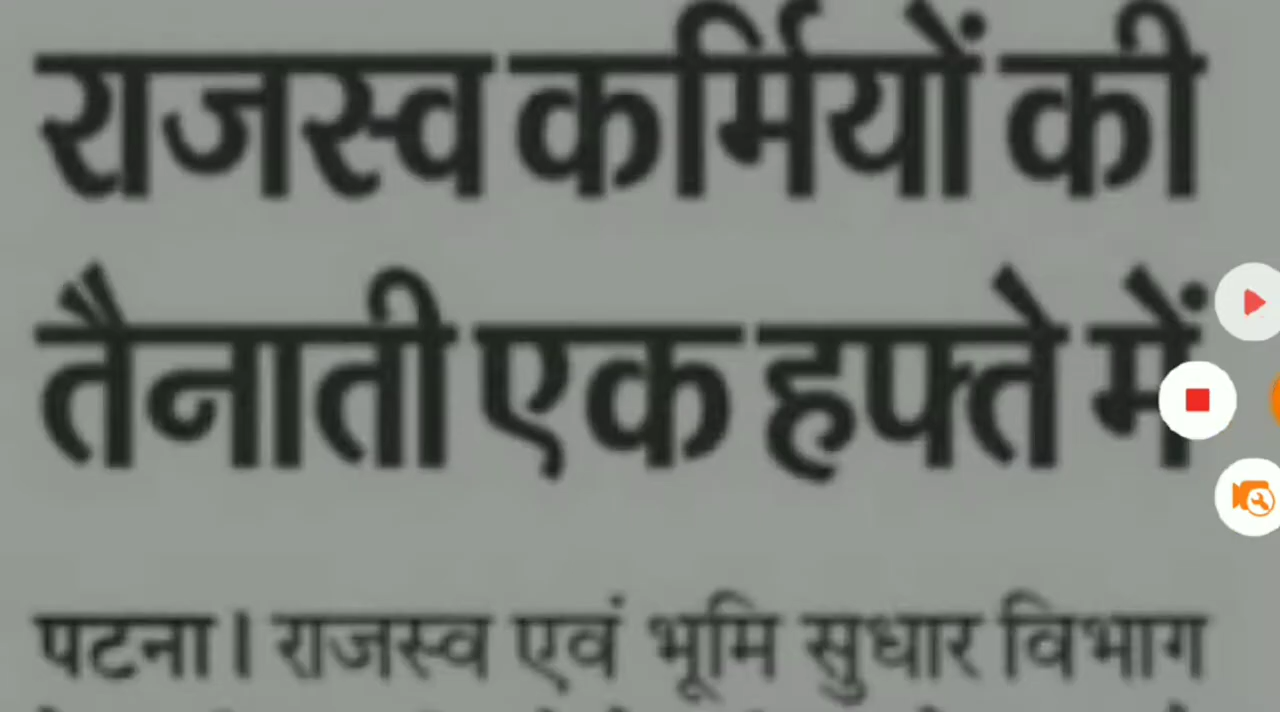 राजस्व कर्मियों की
तैनाती एक हफ्ते में
पटना। राजस्व एवं भूमि सुधार विभाग